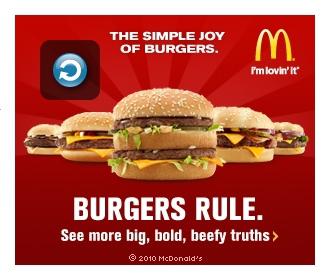 THE SIMPLE JOY
OF BURGERS.
i'm lovin' it®
BURGERS RULE.
See more big, bold, beefy truths >
© 2010 McDonald's